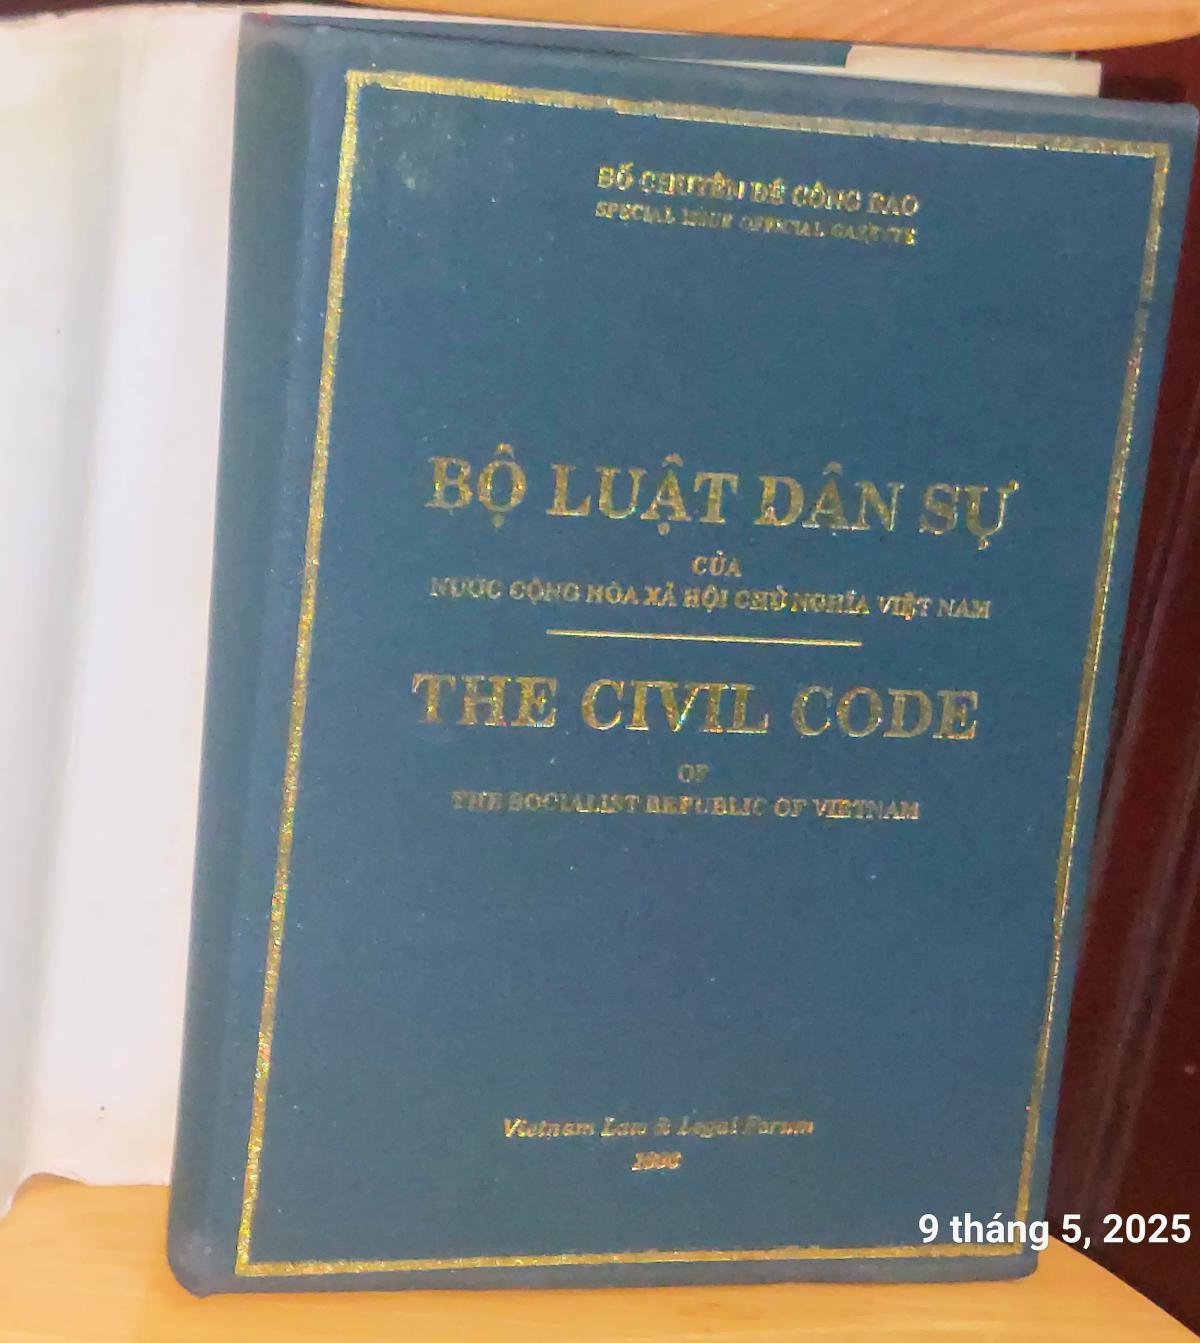 SỐ CHUYÊN ĐỀ CÔNG BÁO
SPECIAL ISSUE OFFICIAL GAZETTE
BỘ LUẬT DÂN SỰ
CỦA
NƯỚC CỘNG HÒA XÃ HỘI CHỦ NGHĨA VIỆT NAM
THE CIVIL CODE
OF
THE SOCIALIST REPUBLIC OF VIETNAM
Vietnam Law & Legal Forum
9 tháng 5, 2025